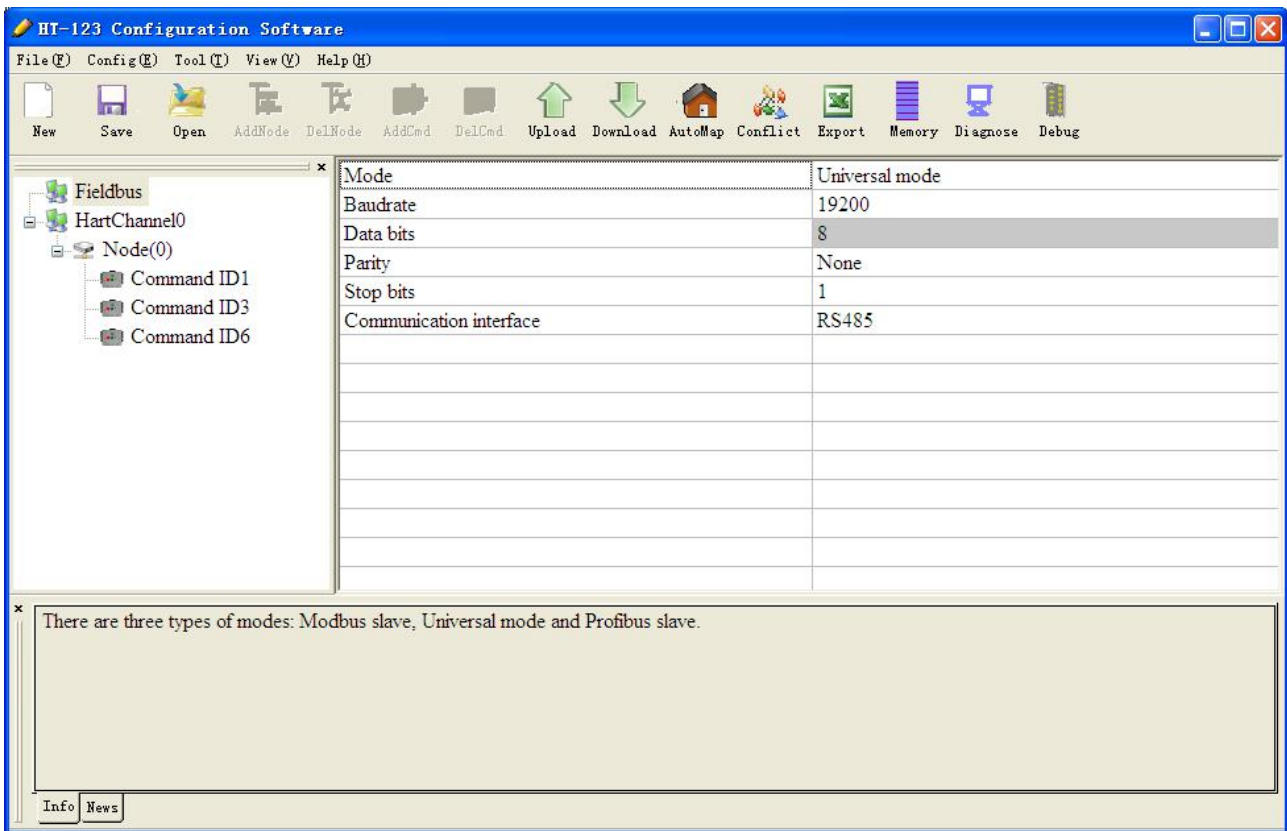 HT-123 Configuration Software
File(F) Config(E) Tool(T) View(V) Help(H)
New Save Open AddNode DelNode AddCmd DelCmd Upload Download AutoMap Conflict Export Memory Diagnose Debug
Fieldbus
HartChannel0
Node(0)
Command ID1
Command ID3
Command ID6
Mode Universal mode
Baudrate 19200
Data bits 8
Parity None
Stop bits 1
Communication interface RS485
There are three types of modes: Modbus slave, Universal mode and Profibus slave.
Info News